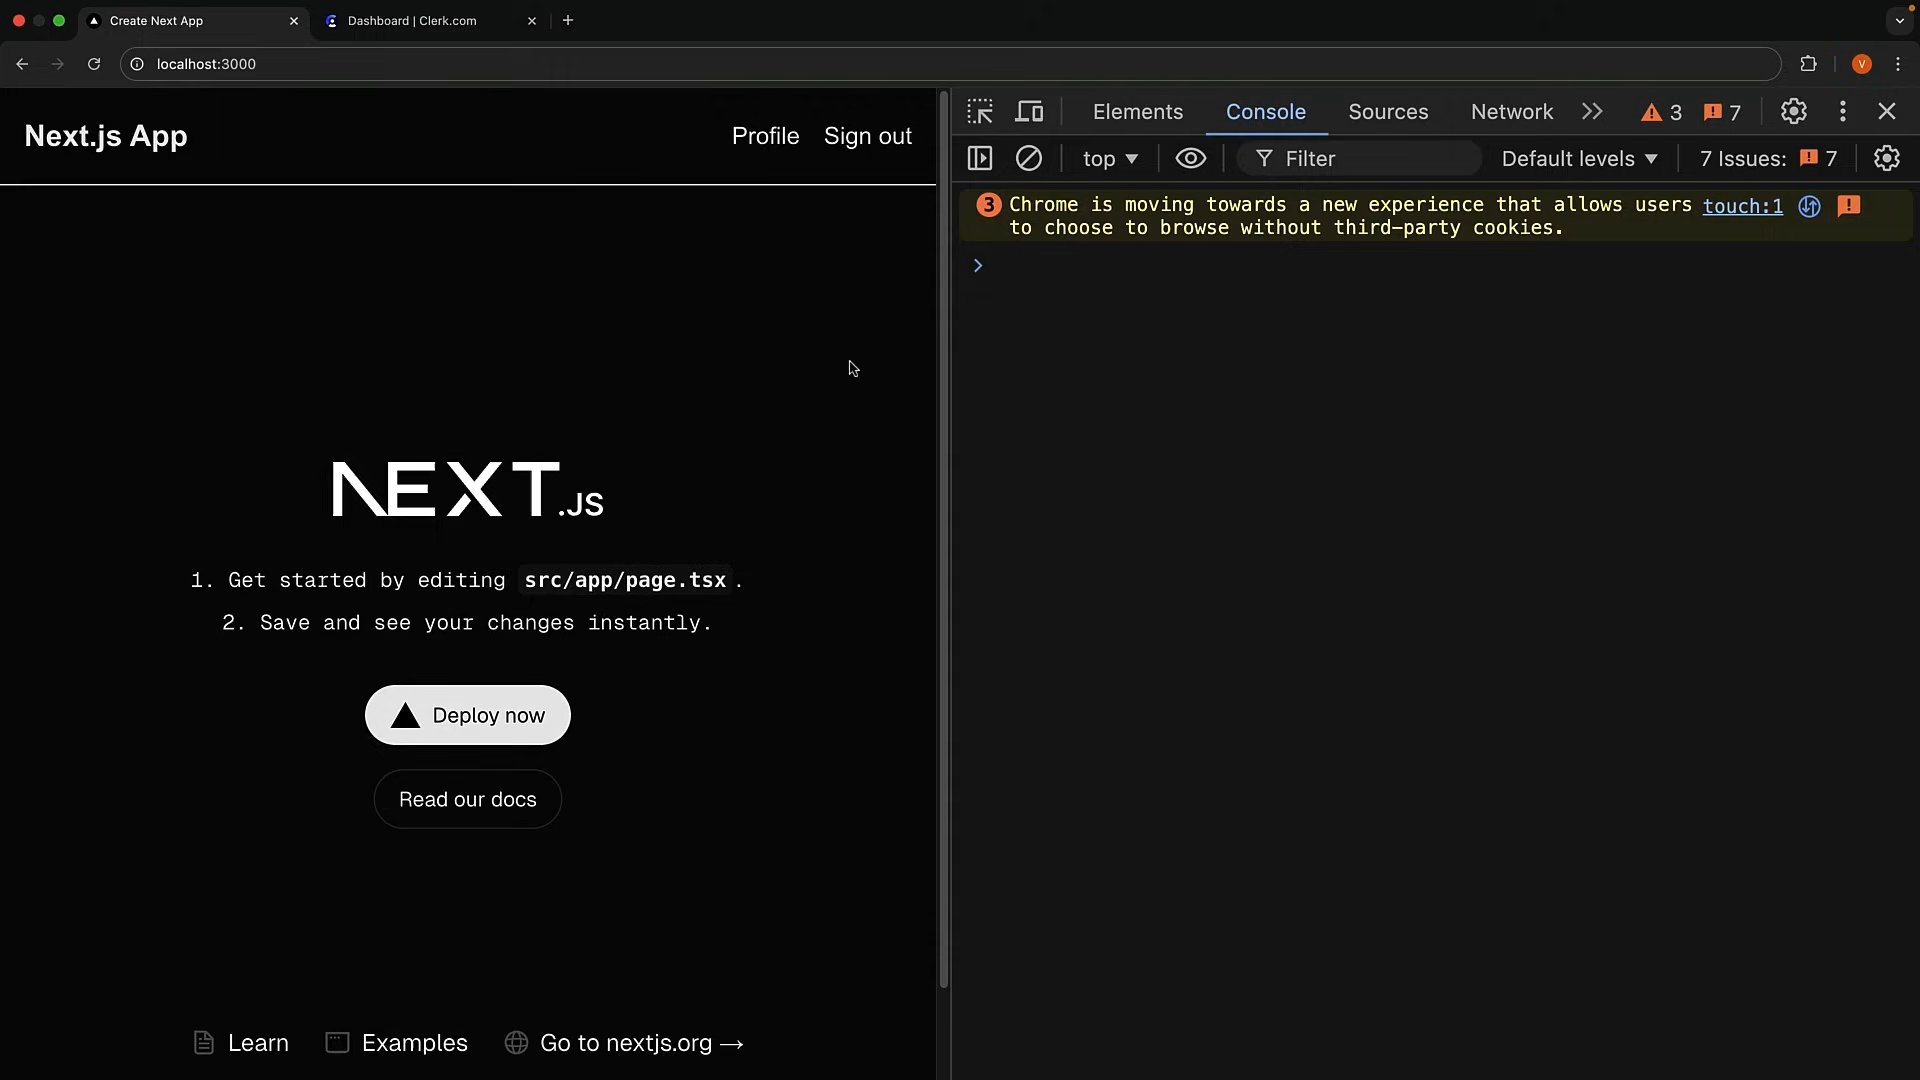 Create Next App
Dashboard | Clerk.com
localhost:3000
V
Next.js App
Profile
Sign out
NEXT.JS
1. Get started by editing src/app/page.tsx.
2. Save and see your changes instantly.
Deploy now
Read our docs
Learn
Examples
Go to nextjs.org →
Elements
Console
Sources
Network
3
7
top
Filter
Default levels
7 Issues:
7
3
Chrome is moving towards a new experience that allows users
to choose to browse without third-party cookies.
touch:1